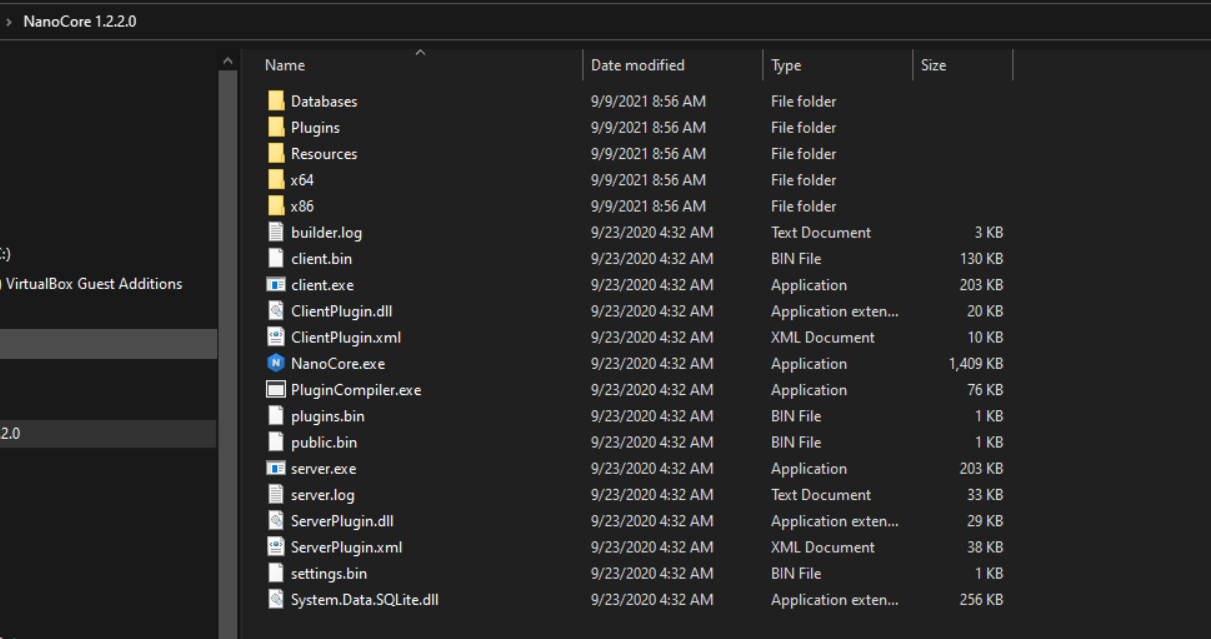 > NanoCore 1.2.2.0
Name Date modified Type Size
Databases 9/9/2021 8:56 AM File folder
Plugins 9/9/2021 8:56 AM File folder
Resources 9/9/2021 8:56 AM File folder
x64 9/9/2021 8:56 AM File folder
x86 9/9/2021 8:56 AM File folder
builder.log 9/23/2020 4:32 AM Text Document 3 KB
:) client.bin 9/23/2020 4:32 AM BIN File 130 KB
) VirtualBox Guest Additions client.exe 9/23/2020 4:32 AM Application 203 KB
ClientPlugin.dll 9/23/2020 4:32 AM Application exten... 20 KB
ClientPlugin.xml 9/23/2020 4:32 AM XML Document 10 KB
N NanoCore.exe 9/23/2020 4:32 AM Application 1,409 KB
PluginCompiler.exe 9/23/2020 4:32 AM Application 76 KB
plugins.bin 9/23/2020 4:32 AM BIN File 1 KB
.2.0 public.bin 9/23/2020 4:32 AM BIN File 1 KB
server.exe 9/23/2020 4:32 AM Application 203 KB
server.log 9/23/2020 4:32 AM Text Document 33 KB
ServerPlugin.dll 9/23/2020 4:32 AM Application exten... 29 KB
ServerPlugin.xml 9/23/2020 4:32 AM XML Document 38 KB
settings.bin 9/23/2020 4:32 AM BIN File 1 KB
System.Data.SQLite.dll 9/23/2020 4:32 AM Application exten... 256 KB